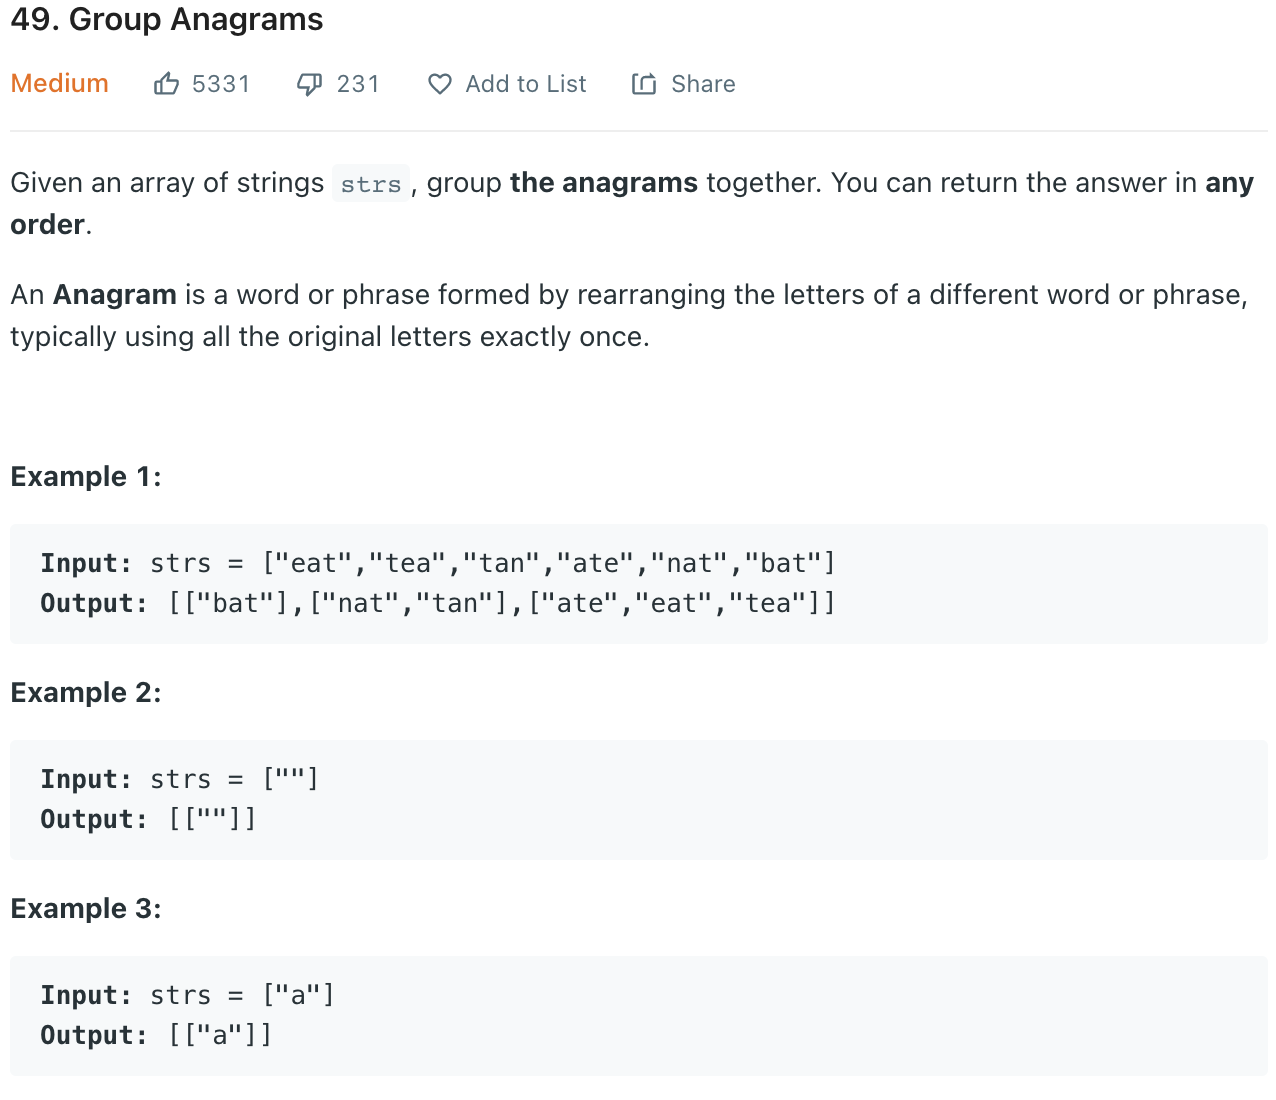 49. Group Anagrams
Medium 5331 231 Add to List Share
Given an array of strings strs, group the anagrams together. You can return the answer in any
order.
An Anagram is a word or phrase formed by rearranging the letters of a different word or phrase,
typically using all the original letters exactly once.
Example 1:
Input: strs = ["eat","tea","tan","ate","nat","bat"]
Output: [["bat"],["nat","tan"],["ate","eat","tea"]]
Example 2:
Input: strs = [""]
Output: [[""]]
Example 3:
Input: strs = ["a"]
Output: [["a"]]